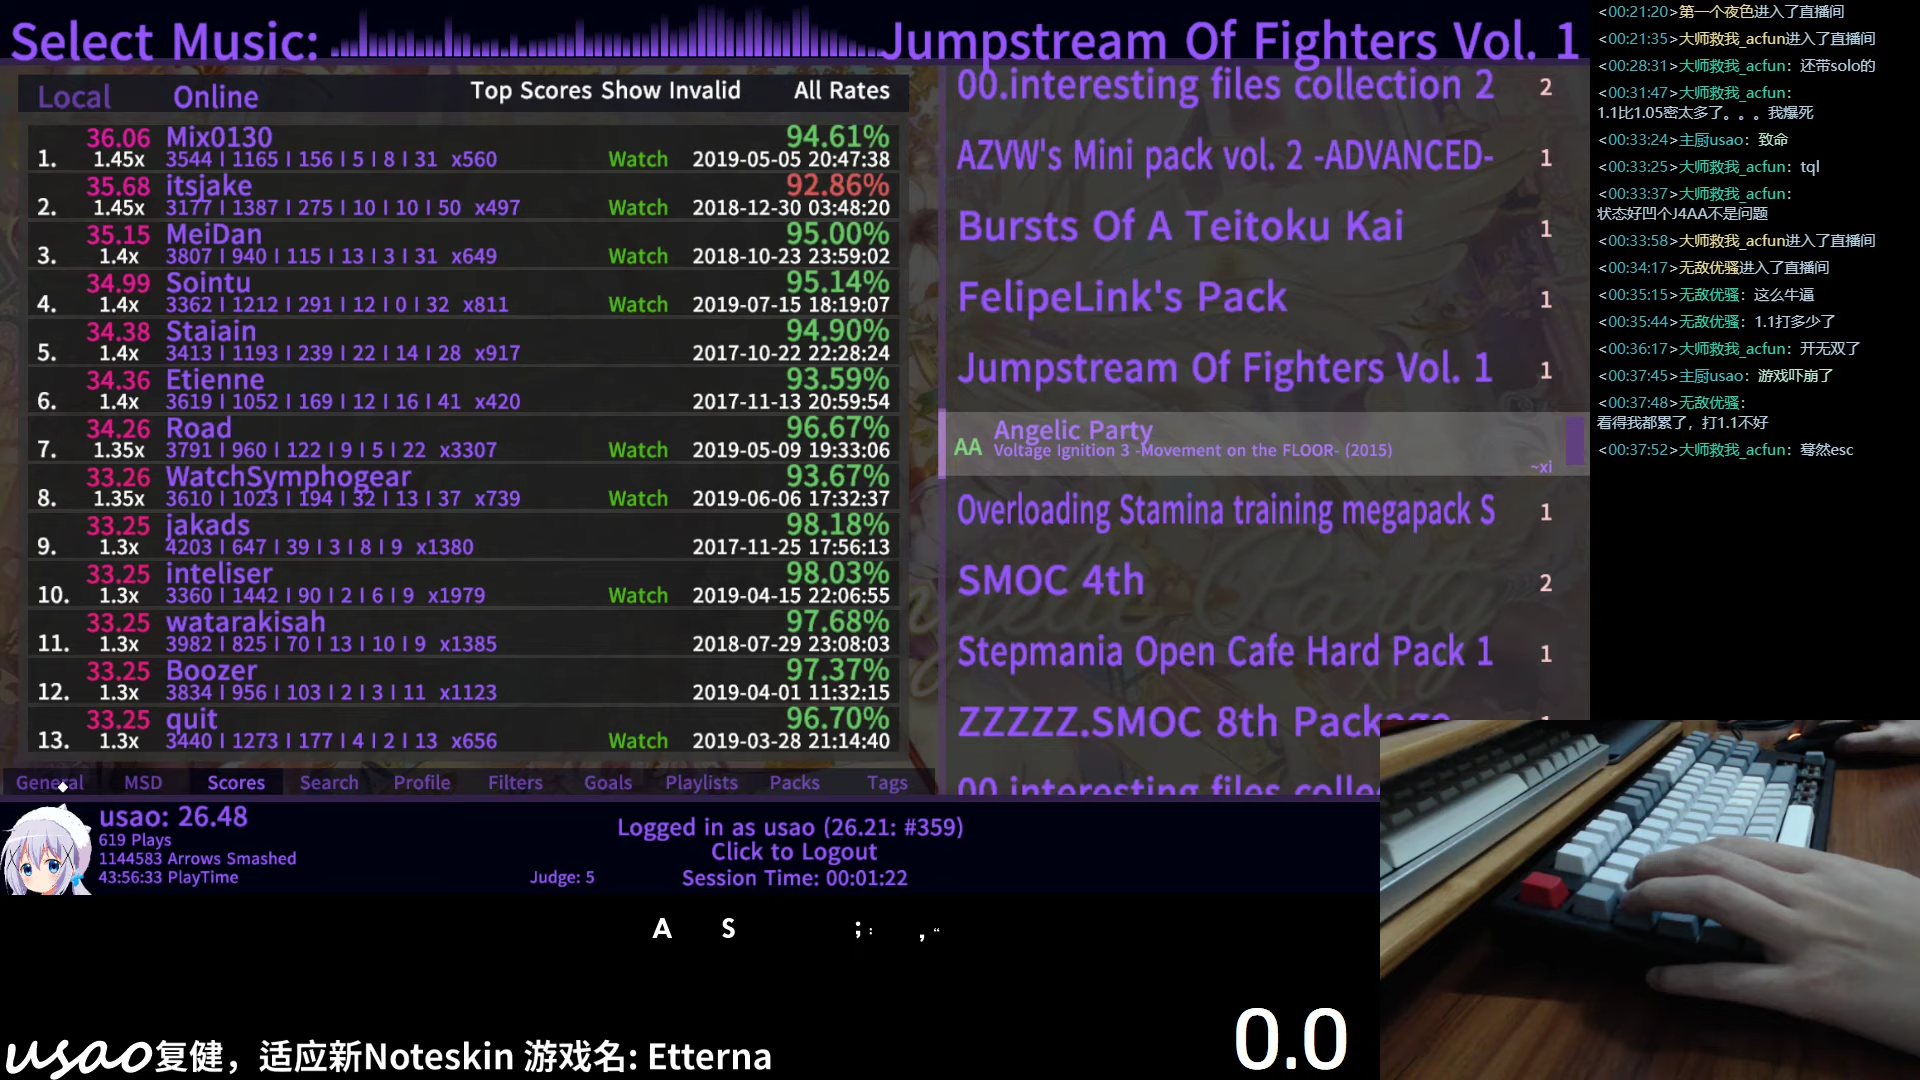 Select Music:
Jumpstream Of Fighters Vol. 1
Local Online Top Scores Show Invalid All Rates
1. 36.06 Mix0130 94.61%
1.45x 3544 | 1165 | 156 | 5 | 8 | 31 x560 Watch 2019-05-05 20:47:38
2. 35.68 itsjake 92.86%
1.45x 3177 | 1387 | 275 | 10 | 10 | 50 x497 Watch 2018-12-30 03:48:20
3. 35.15 MeiDan 95.00%
1.4x 3807 | 940 | 115 | 13 | 3 | 31 x649 Watch 2018-10-23 23:59:02
4. 34.99 Sointu 95.14%
1.4x 3362 | 1212 | 291 | 12 | 0 | 32 x811 Watch 2019-07-15 18:19:07
5. 34.38 Staiain 94.90%
1.4x 3413 | 1193 | 239 | 22 | 14 | 28 x917 2017-10-22 22:28:24
6. 34.36 Etienne 93.59%
1.4x 3619 | 1052 | 169 | 12 | 16 | 41 x420 2017-11-13 20:59:54
7. 34.26 Road 96.67%
1.35x 3791 | 960 | 122 | 9 | 5 | 22 x3307 Watch 2019-05-09 19:33:06
8. 33.26 WatchSymphogear 93.67%
1.35x 3610 | 1023 | 194 | 32 | 13 | 37 x739 Watch 2019-06-06 17:32:37
9. 33.25 jakads 98.18%
1.3x 4203 | 647 | 39 | 3 | 8 | 9 x1380 2017-11-25 17:56:13
10. 33.25 inteliser 98.03%
1.3x 3360 | 1442 | 90 | 2 | 6 | 9 x1979 Watch 2019-04-15 22:06:55
11. 33.25 watarakisah 97.68%
1.3x 3982 | 825 | 70 | 13 | 10 | 9 x1385 2018-07-29 23:08:03
12. 33.25 Boozer 97.37%
1.3x 3834 | 956 | 103 | 2 | 3 | 11 x1123 2019-04-01 11:32:15
13. 33.25 quit 96.70%
1.3x 3440 | 1273 | 177 | 4 | 2 | 13 x656 Watch 2019-03-28 21:14:40
General MSD Scores Search Profile Filters Goals Playlists Packs Tags
00.interesting files collection 2 2
AZVW's Mini pack vol. 2 -ADVANCED- 1
Bursts Of A Teitoku Kai 1
FelipeLink's Pack 1
Jumpstream Of Fighters Vol. 1 1
AA Angelic Party
Voltage Ignition 3 -Movement on the FLOOR- (2015)
~xi
Overloading Stamina training megapack S 1
SMOC 4th 2
Stepmania Open Cafe Hard Pack 1 1
ZZZZZ.SMOC 8th Package
00.interesting files colle
usao: 26.48
619 Plays
1144583 Arrows Smashed
43:56:33 PlayTime
Judge: 5
Logged in as usao (26.21: #359)
Click to Logout
Session Time: 00:01:22
A S ; : , “
0.0
usao复健，适应新Noteskin 游戏名: Etterna
<00:21:20>第一个夜色进入了直播间
<00:21:35>大师救我_acfun进入了直播间
<00:28:31>大师救我_acfun：还带solo的
<00:31:47>大师救我_acfun：
1.1比1.05密太多了。。。我爆死
<00:33:24>主厨usao：致命
<00:33:25>大师救我_acfun：tql
<00:33:37>大师救我_acfun：
状态好凹个J4AA不是问题
<00:33:58>大师救我_acfun进入了直播间
<00:34:17>无敌优骚进入了直播间
<00:35:15>无敌优骚：这么牛逼
<00:35:44>无敌优骚：1.1打多少了
<00:36:17>大师救我_acfun：开无双了
<00:37:45>主厨usao：游戏吓崩了
<00:37:48>无敌优骚：
看得我都累了，打1.1不好
<00:37:52>大师救我_acfun：蓦然esc